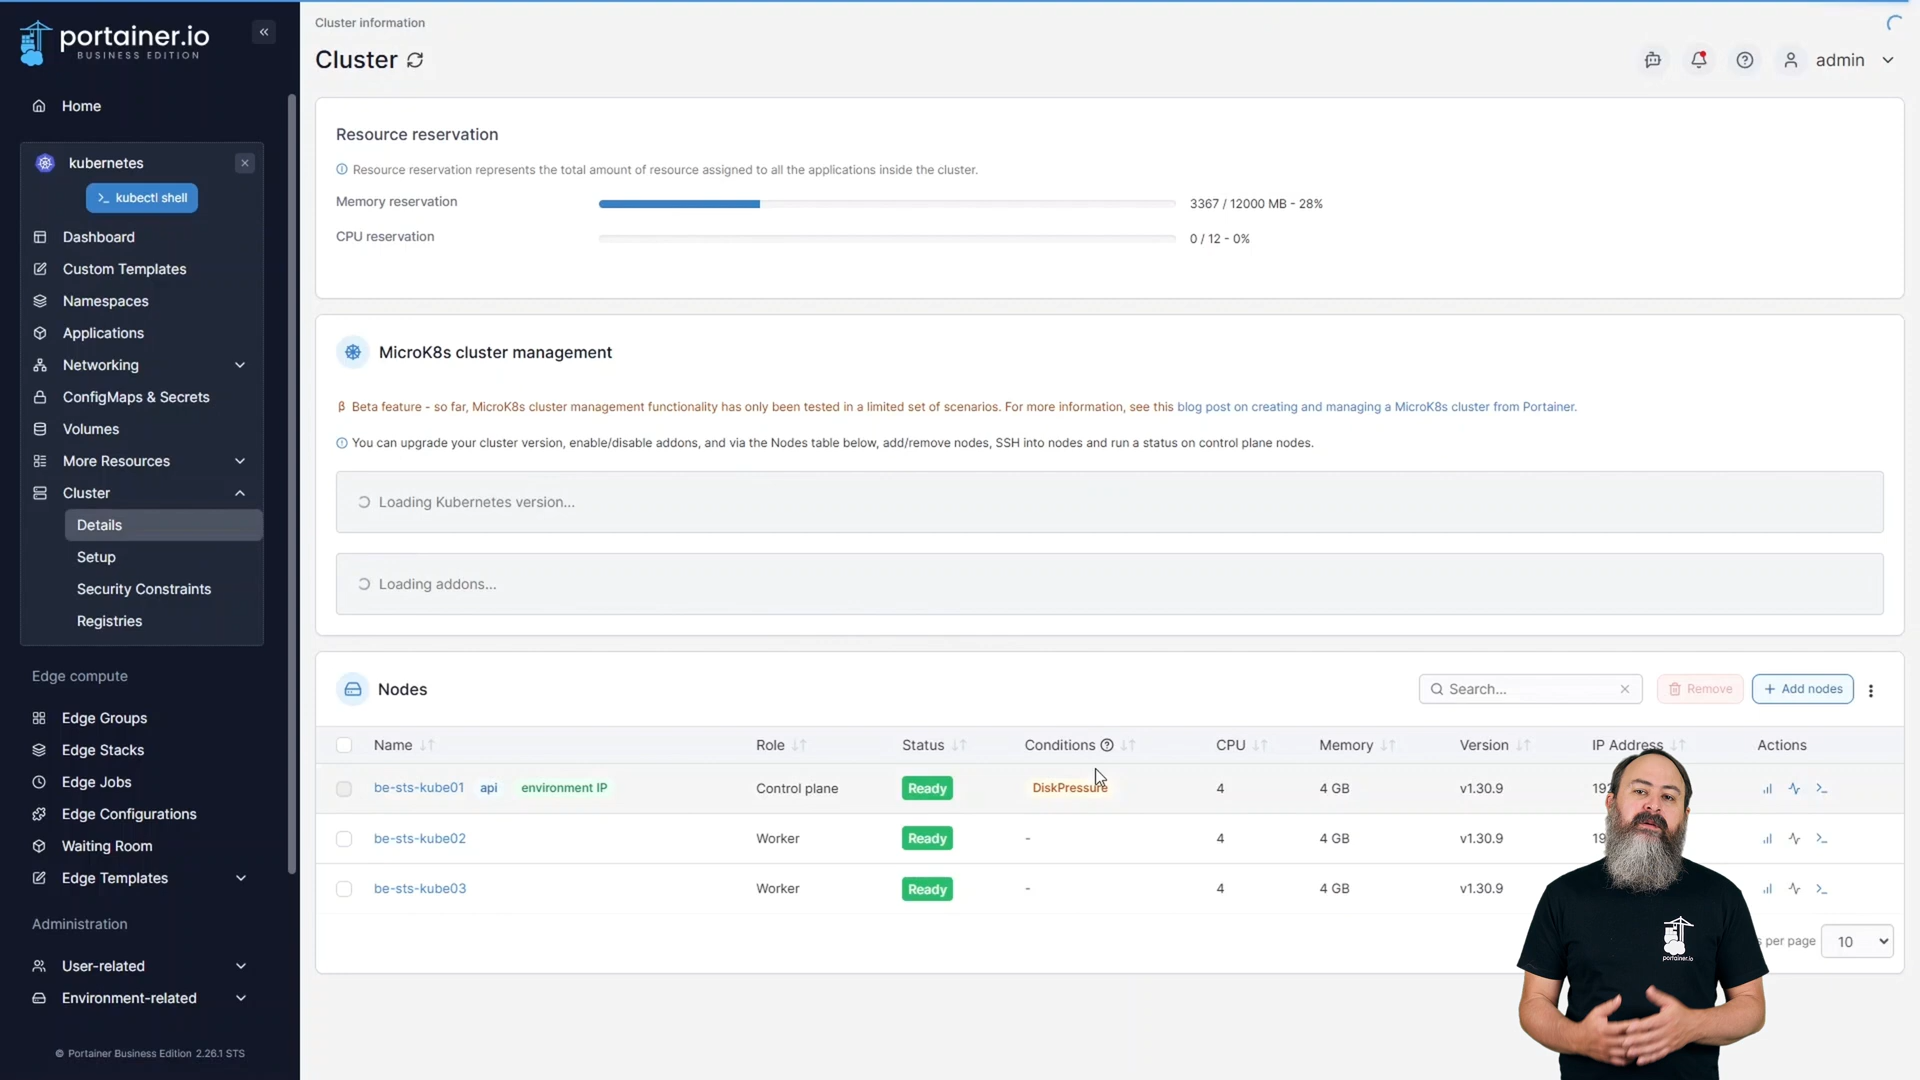 portainer.io
BUSINESS EDITION
Home
kubernetes
>_ kubectl shell
Dashboard
Custom Templates
Namespaces
Applications
Networking
ConfigMaps & Secrets
Volumes
More Resources
Cluster
Details
Setup
Security Constraints
Registries
Edge compute
Edge Groups
Edge Stacks
Edge Jobs
Edge Configurations
Waiting Room
Edge Templates
Administration
User-related
Environment-related
© Portainer Business Edition 2.26.1 STS
Cluster information
Cluster
admin
Resource reservation
Resource reservation represents the total amount of resource assigned to all the applications inside the cluster.
Memory reservation 3367 / 12000 MB - 28%
CPU reservation 0 / 12 - 0%
MicroK8s cluster management
β Beta feature - so far, MicroK8s cluster management functionality has only been tested in a limited set of scenarios. For more information, see this blog post on creating and managing a MicroK8s cluster from Portainer.
You can upgrade your cluster version, enable/disable addons, and via the Nodes table below, add/remove nodes, SSH into nodes and run a status on control plane nodes.
Loading Kubernetes version...
Loading addons...
Nodes Search... Remove + Add nodes
Name Role Status Conditions CPU Memory Version IP Address Actions
be-sts-kube01 api environment IP Control plane Ready DiskPressure 4 4 GB v1.30.9
be-sts-kube02 Worker Ready - 4 4 GB v1.30.9
be-sts-kube03 Worker Ready - 4 4 GB v1.30.9
per page 10
portainer.io